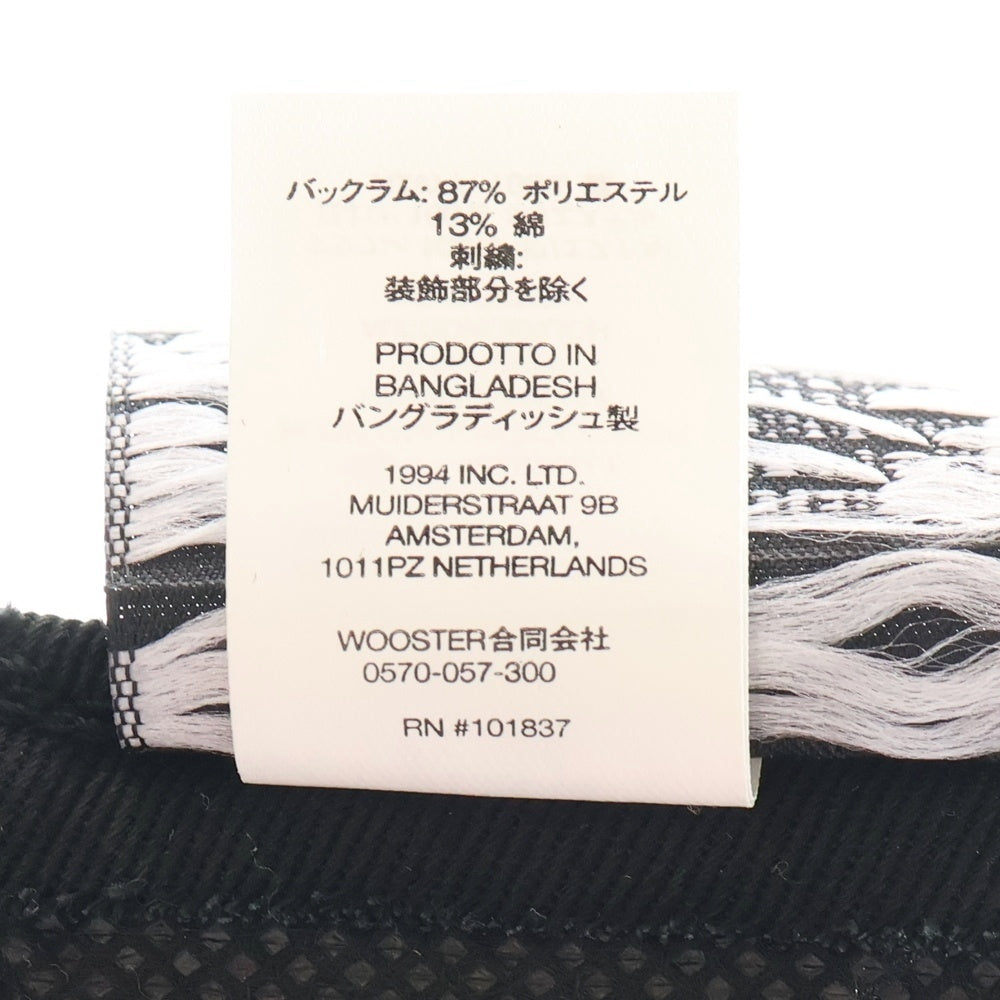 バックラム: 87% ポリエステル
13% 綿
刺繍:
装飾部分を除く
PRODOTTO IN
BANGLADESH
バングラディッシュ製
1994 INC. LTD.
MUIDERSTRAAT 9B
AMSTERDAM,
1011PZ NETHERLANDS
WOOSTER合同会社
0570-057-300
RN #101837